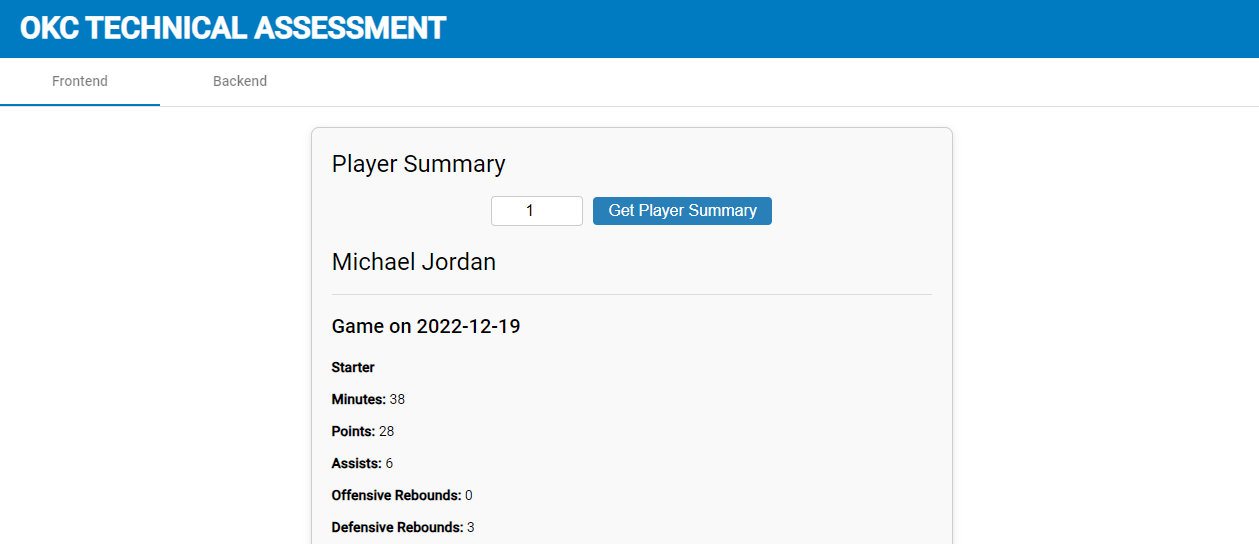 OKC TECHNICAL ASSESSMENT
Frontend Backend
Player Summary
1 Get Player Summary
Michael Jordan
Game on 2022-12-19
Starter
Minutes: 38
Points: 28
Assists: 6
Offensive Rebounds: 0
Defensive Rebounds: 3